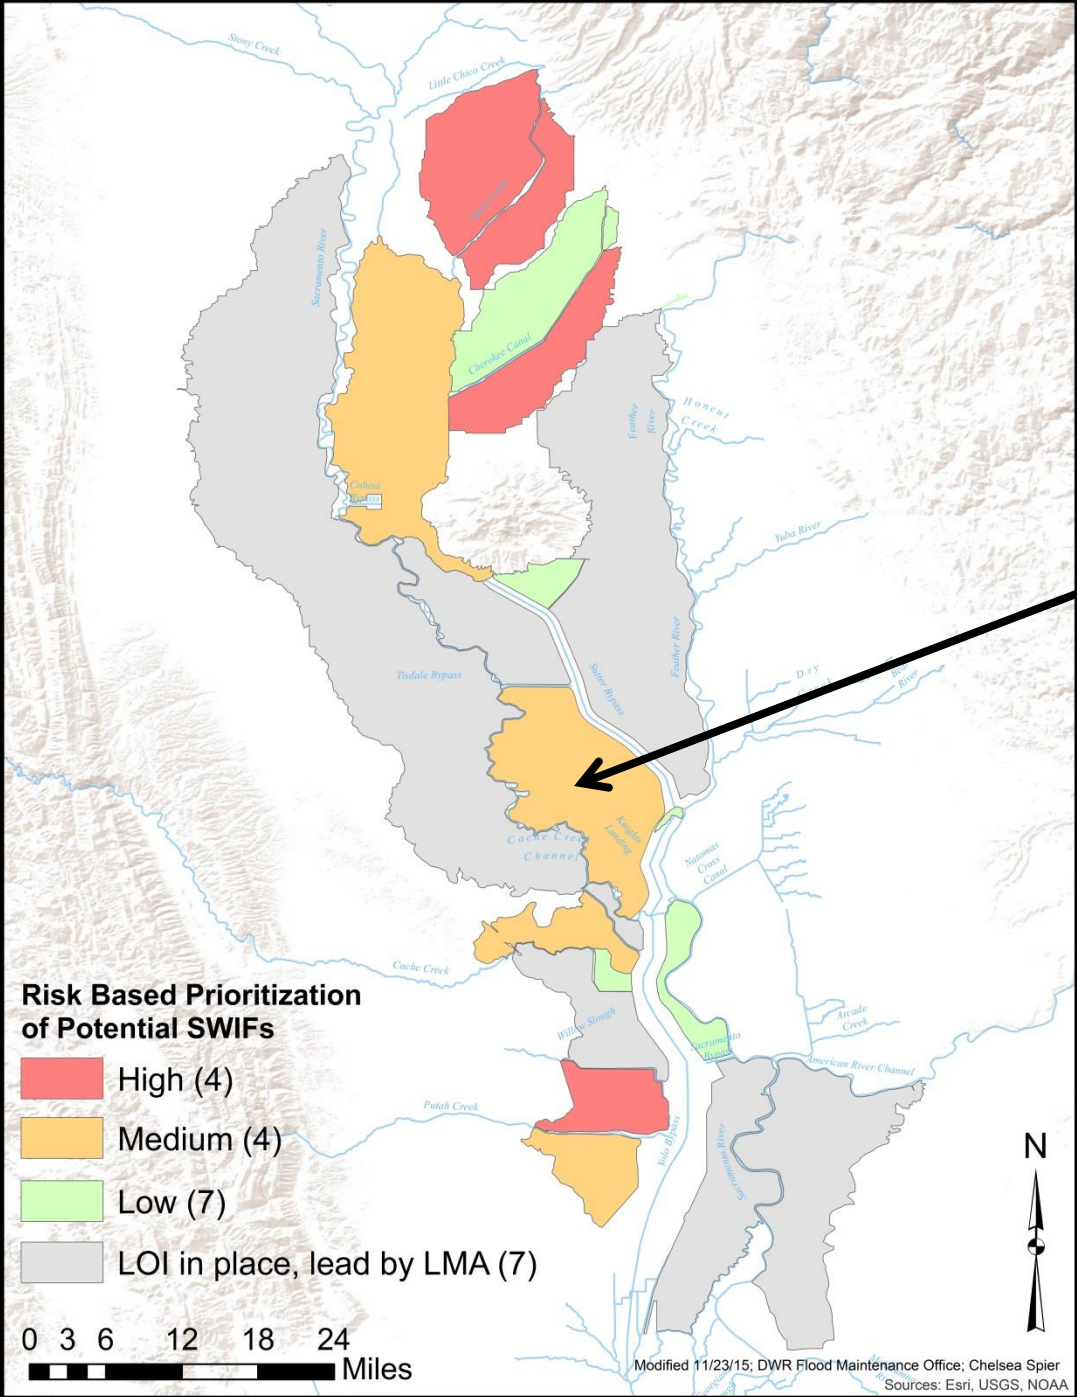 Stony Creek
Little Chico Creek
Sacramento River
Cherokee Canal
Feather
River
Honcut
Creek
Colusa
Bypass
Yuba River
Feather River
Tisdale Bypass
Sutter Bypass
Dry
River
Knights
Landing
Cache Creek
Channel
Natomas
Cross
Canal
Cache Creek
Willow Slough
Arcade
Creek
Sacramento
Bypass
American River Channel
Putah Creek
Yolo Bypass
Sacramento River
Risk Based Prioritization
of Potential SWIFs
High (4)
Medium (4)
Low (7)
LOI in place, lead by LMA (7)
N
0 3 6 12 18 24
Miles
Modified 11/23/15; DWR Flood Maintenance Office; Chelsea Spier
Sources: Esri, USGS, NOAA